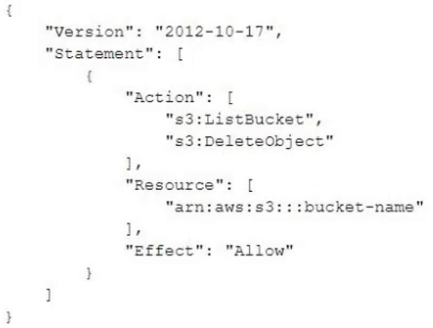 {
    "Version": "2012-10-17",
    "Statement": [
        {
            "Action": [
                "s3:ListBucket",
                "s3:DeleteObject"
            ],
            "Resource": [
                "arn:aws:s3:::bucket-name"
            ],
            "Effect": "Allow"
        }
    ]
}